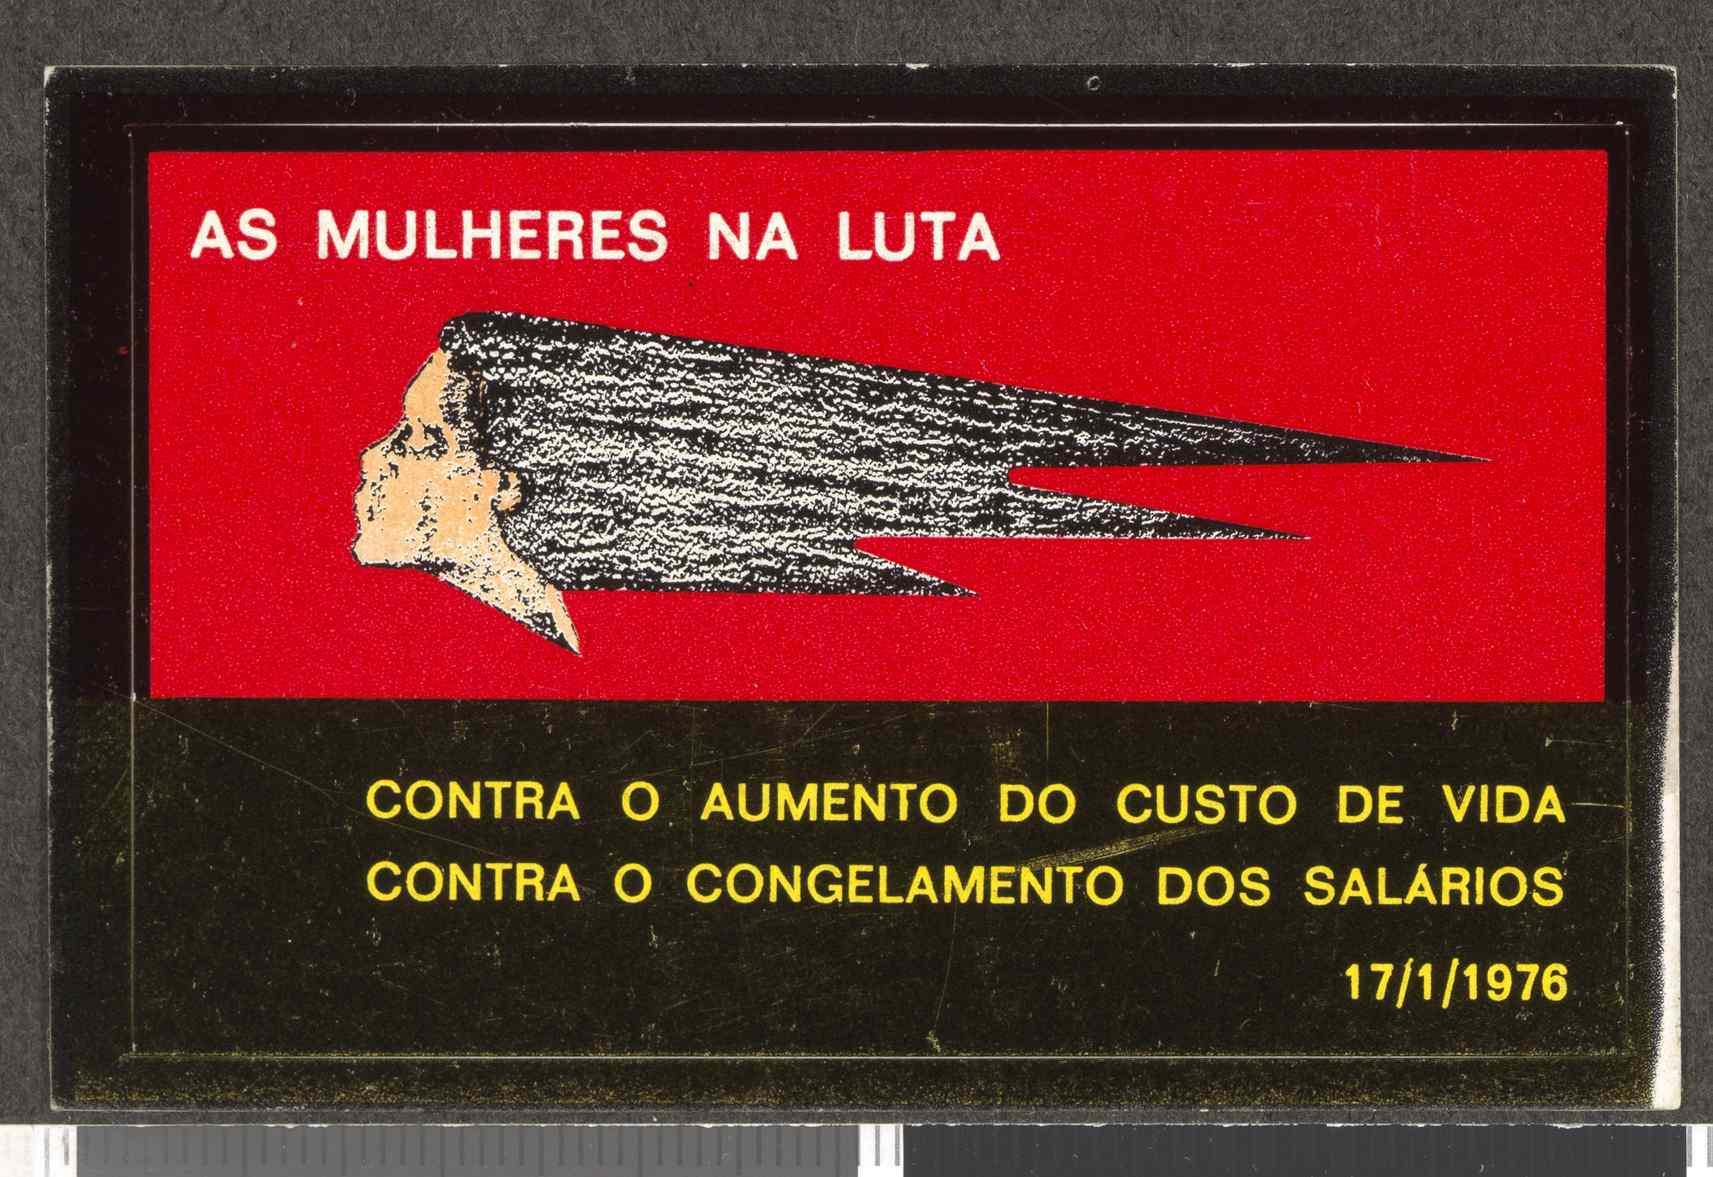 AS MULHERES NA LUTA
CONTRA O AUMENTO DO CUSTO DE VIDA
CONTRA O CONGELAMENTO DOS SALÁRIOS
17/1/1976